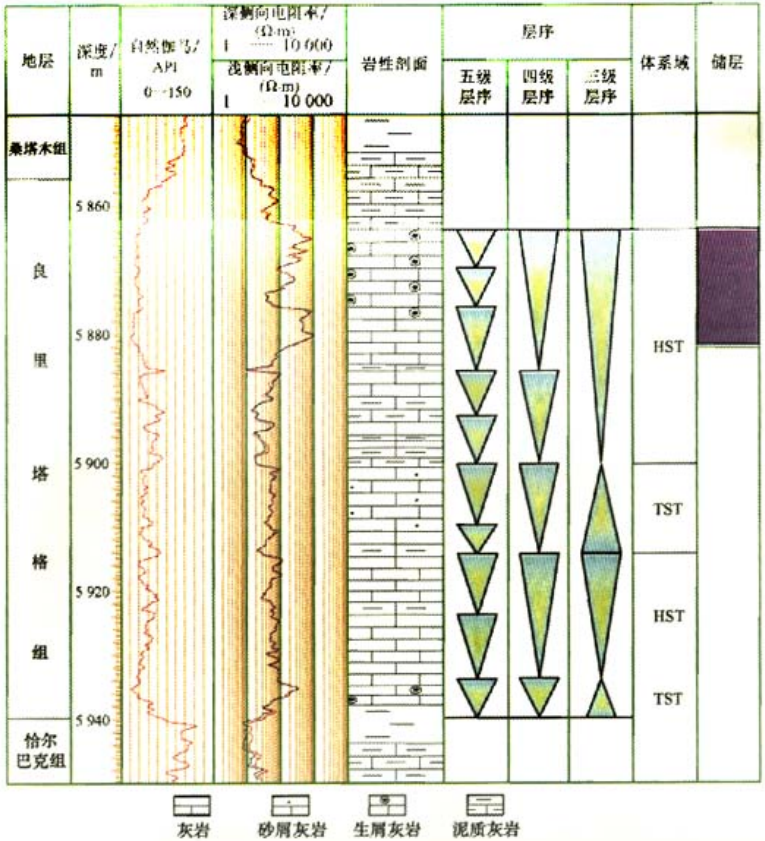 地层
深度/
m
自然伽马/
API
0—150
深侧向电阻率/
(Ω·m)
1 ······ 10 000
浅侧向电阻率/
(Ω·m)
1 —— 10 000
岩性剖面
层序
五级
层序
四级
层序
三级
层序
体系域
储层
桑塔木组
良
里
塔
格
组
恰尔
巴克组
5 860
5 880
5 900
5 920
5 940
HST
TST
HST
TST
灰岩
砂屑灰岩
生屑灰岩
泥质灰岩